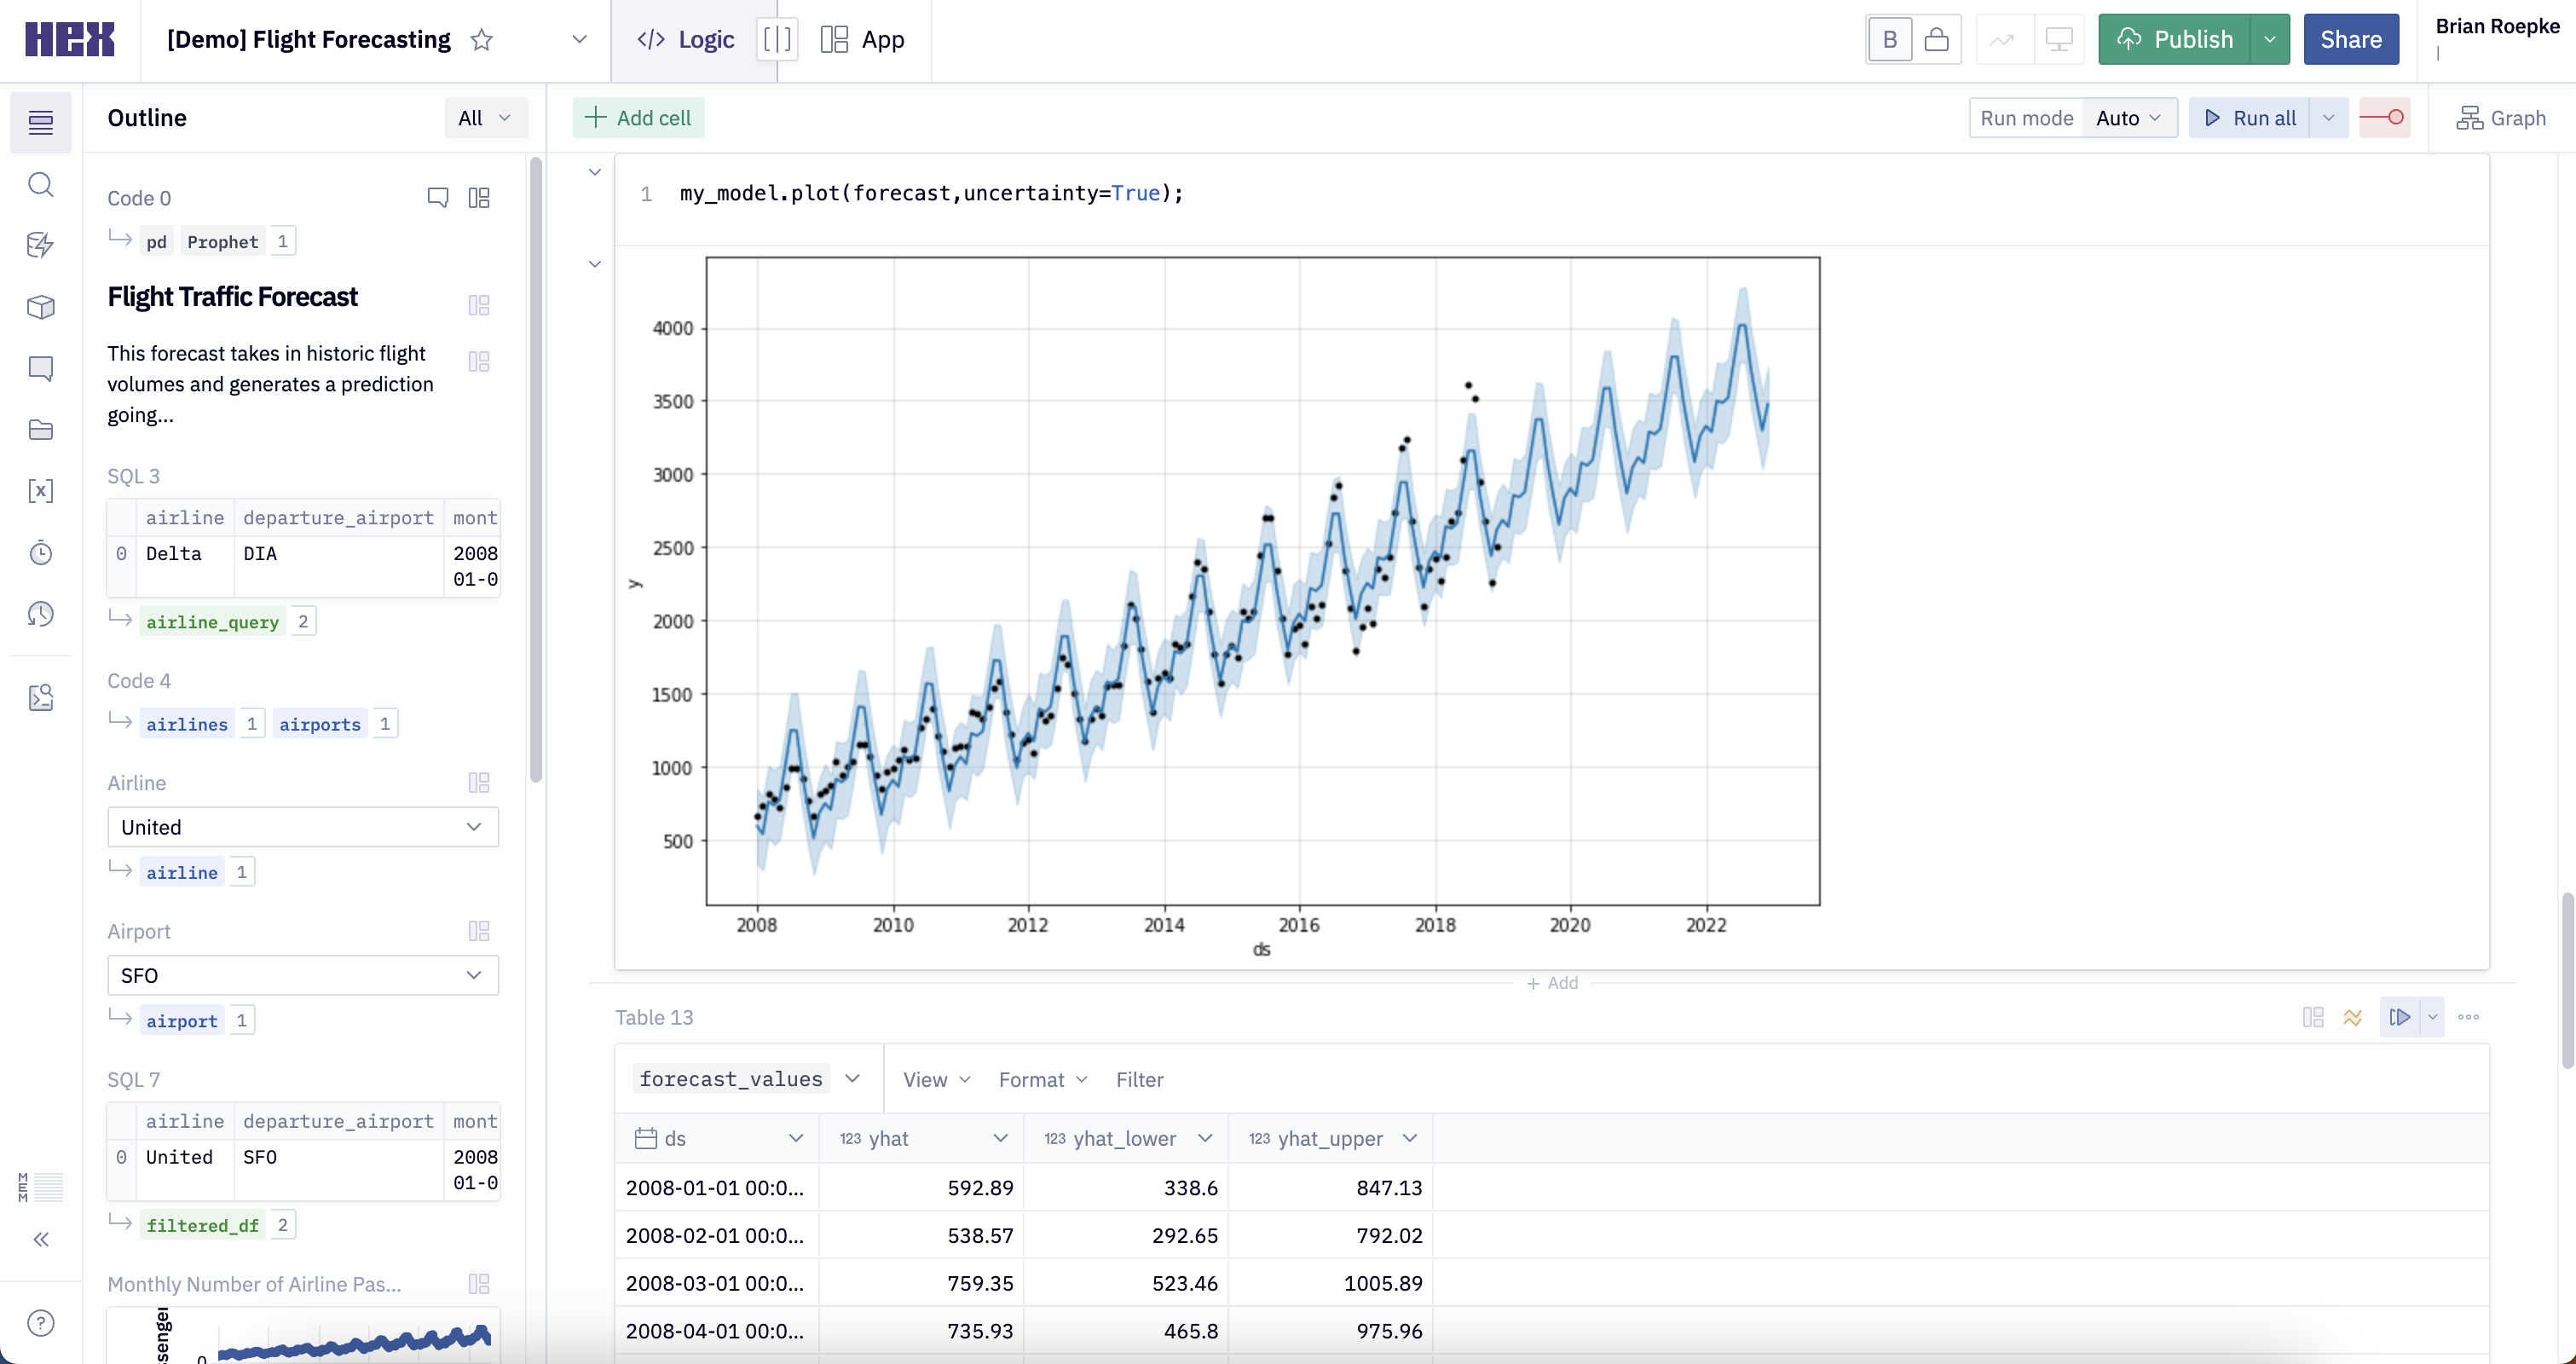 HEX
[Demo] Flight Forecasting
Logic
App
B
Publish
Share
Brian Roepke
Outline
All
Add cell
Run mode Auto
Run all
Graph
Code 0
pd Prophet 1
Flight Traffic Forecast
This forecast takes in historic flight
volumes and generates a prediction
going...
SQL 3
airline departure_airport mont
0 Delta DIA 2008
01-0
airline_query 2
Code 4
airlines 1 airports 1
Airline
United
airline 1
Airport
SFO
airport 1
SQL 7
airline departure_airport mont
0 United SFO 2008
01-0
filtered_df 2
Monthly Number of Airline Pas...
ssenger
0
MEM
1 my_model.plot(forecast,uncertainty=True);
4000
3500
3000
2500
2000
1500
1000
500
y
2008 2010 2012 2014 2016 2018 2020 2022
ds
+ Add
Table 13
forecast_values View Format Filter
ds 123 yhat 123 yhat_lower 123 yhat_upper
2008-01-01 00:0... 592.89 338.6 847.13
2008-02-01 00:0... 538.57 292.65 792.02
2008-03-01 00:0... 759.35 523.46 1005.89
2008-04-01 00:0... 735.93 465.8 975.96